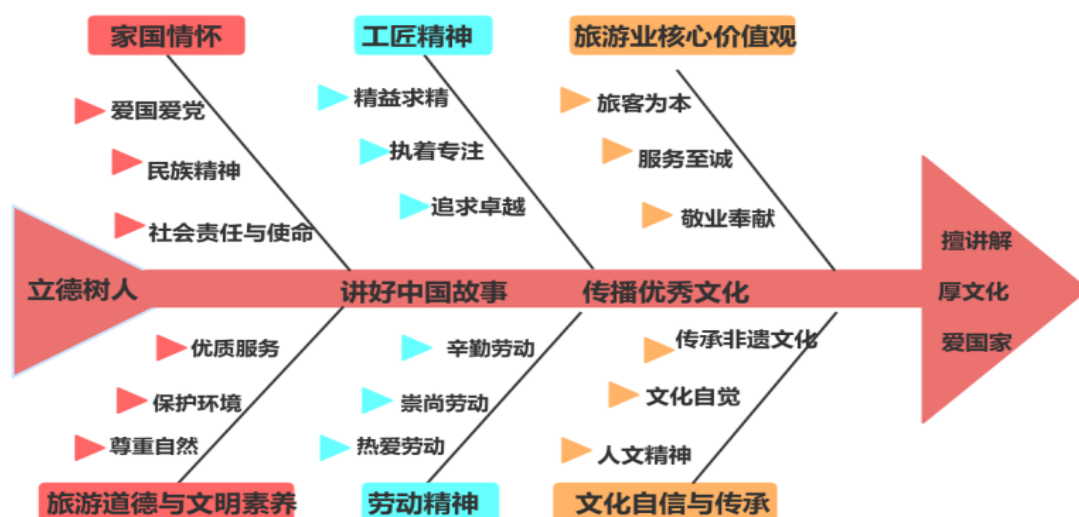 家国情怀
工匠精神
旅游业核心价值观
爱国爱党
民族精神
社会责任与使命
精益求精
执着专注
追求卓越
旅客为本
服务至诚
敬业奉献
立德树人
讲好中国故事
传播优秀文化
擅讲解
厚文化
爱国家
优质服务
保护环境
尊重自然
辛勤劳动
崇尚劳动
热爱劳动
传承非遗文化
文化自觉
人文精神
旅游道德与文明素养
劳动精神
文化自信与传承